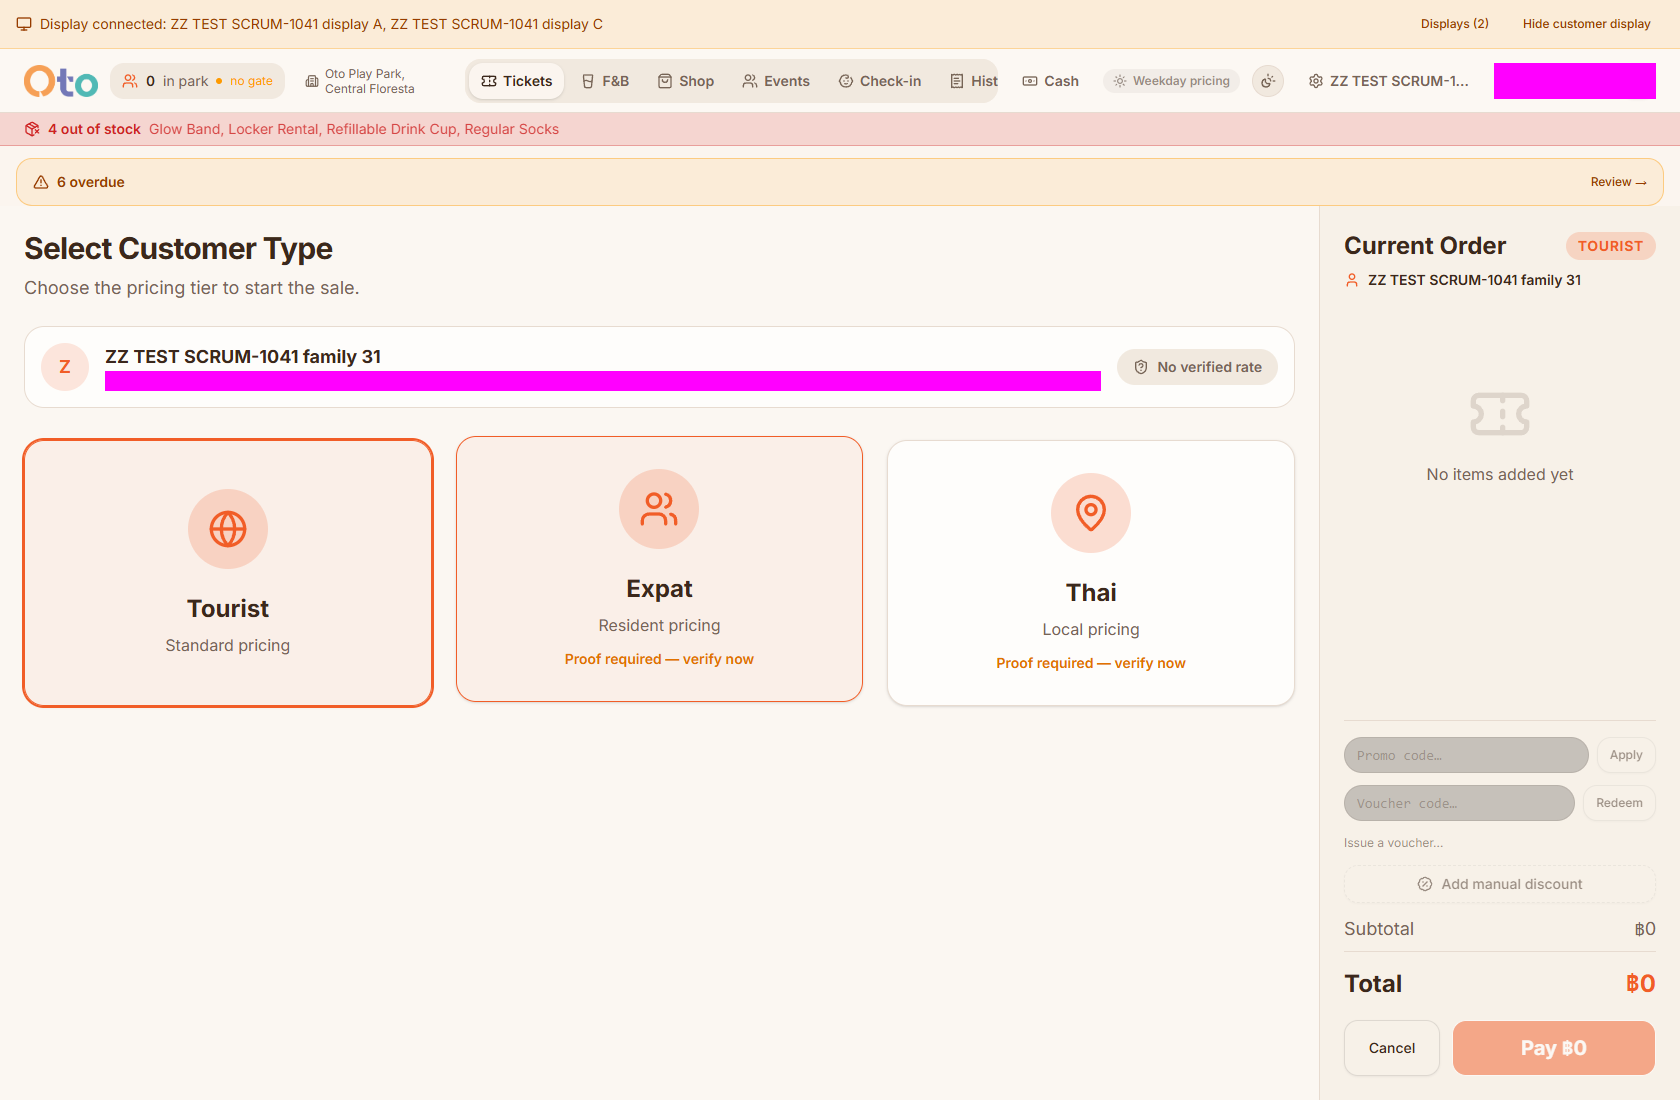 Display connected: ZZ TEST SCRUM-1041 display A, ZZ TEST SCRUM-1041 display C
Displays (2)
Hide customer display
Oto
0 in park • no gate
Oto Play Park,
Central Floresta
Tickets
F&B
Shop
Events
Check-in
Hist
Cash
Weekday pricing
ZZ TEST SCRUM-1...
4 out of stock Glow Band, Locker Rental, Refillable Drink Cup, Regular Socks
6 overdue
Review →
Select Customer Type
Choose the pricing tier to start the sale.
Z
ZZ TEST SCRUM-1041 family 31
No verified rate
Tourist
Standard pricing
Expat
Resident pricing
Proof required — verify now
Thai
Local pricing
Proof required — verify now
Current Order
TOURIST
ZZ TEST SCRUM-1041 family 31
No items added yet
Promo code…
Apply
Voucher code…
Redeem
Issue a voucher...
Add manual discount
Subtotal ฿0
Total ฿0
Cancel
Pay ฿0